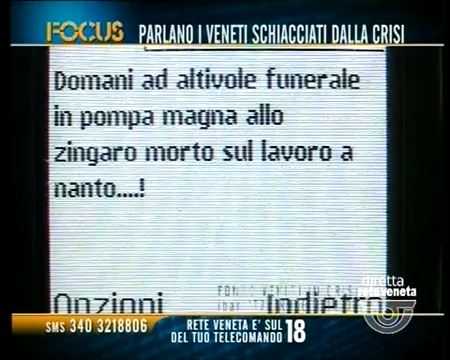 FOCUS
PARLANO I VENETI SCHIACCIATI DALLA CRISI
Domani ad altivole funerale
in pompa magna allo
zingaro morto sul lavoro a
nanto....!
Opzioni
Indietro
diretta
reteveneta
SMS 340 3218806
RETE VENETA E' SUL
DEL TUO TELECOMANDO 18